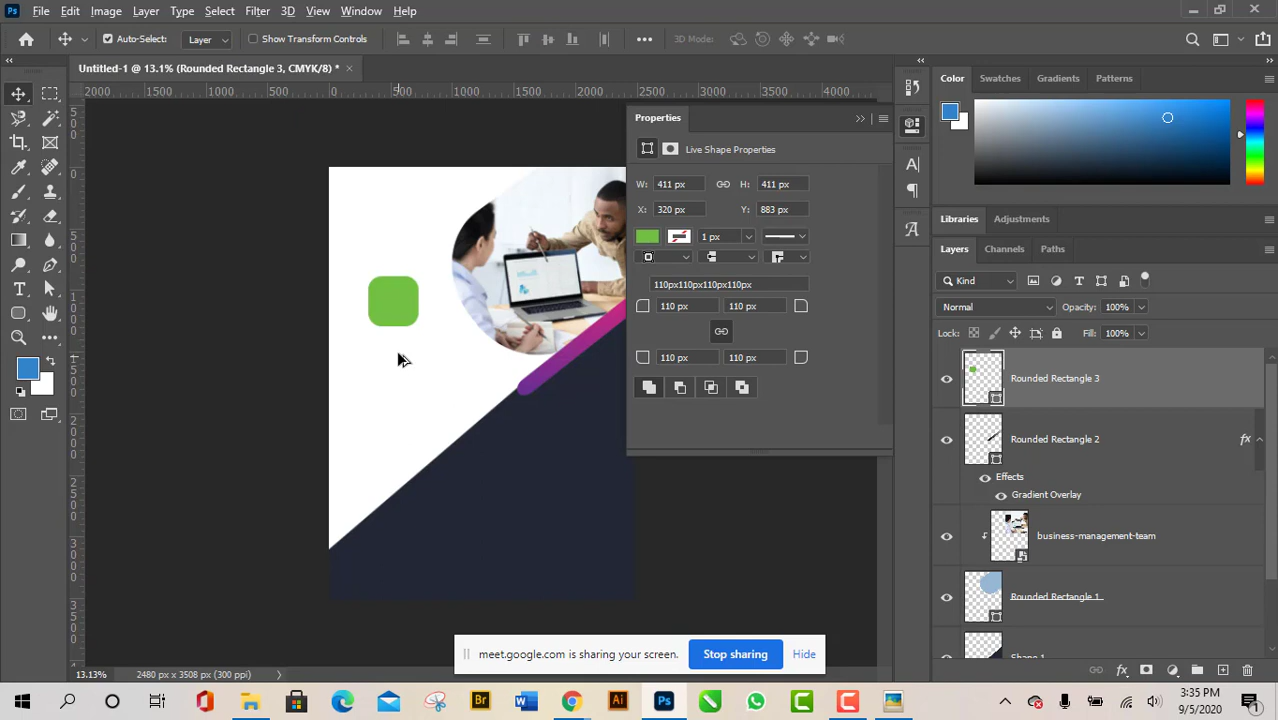 Ps File Edit Image Layer Type Select Filter 3D View Window Help
Auto-Select: Layer Show Transform Controls 3D Mode:
Untitled-1 @ 13.1% (Rounded Rectangle 3, CMYK/8) * ×
2000 1500 1000 500 0 500 1000 1500 2000 2500 3000 3500 4000
Properties
Live Shape Properties
W: 411 px H: 411 px
X: 320 px Y: 883 px
1 px
110px110px110px110px
110 px 110 px
110 px 110 px
Color Swatches Gradients Patterns
Libraries Adjustments
Layers Channels Paths
Kind
Normal Opacity: 100%
Lock: Fill: 100%
Rounded Rectangle 3
Rounded Rectangle 2 fx
Effects
Gradient Overlay
business-management-team
Rounded Rectangle 1
Shape 1
meet.google.com is sharing your screen. Stop sharing Hide
13.13% 2480 px x 3508 px (300 ppi)
3:35 PM
9/5/2020